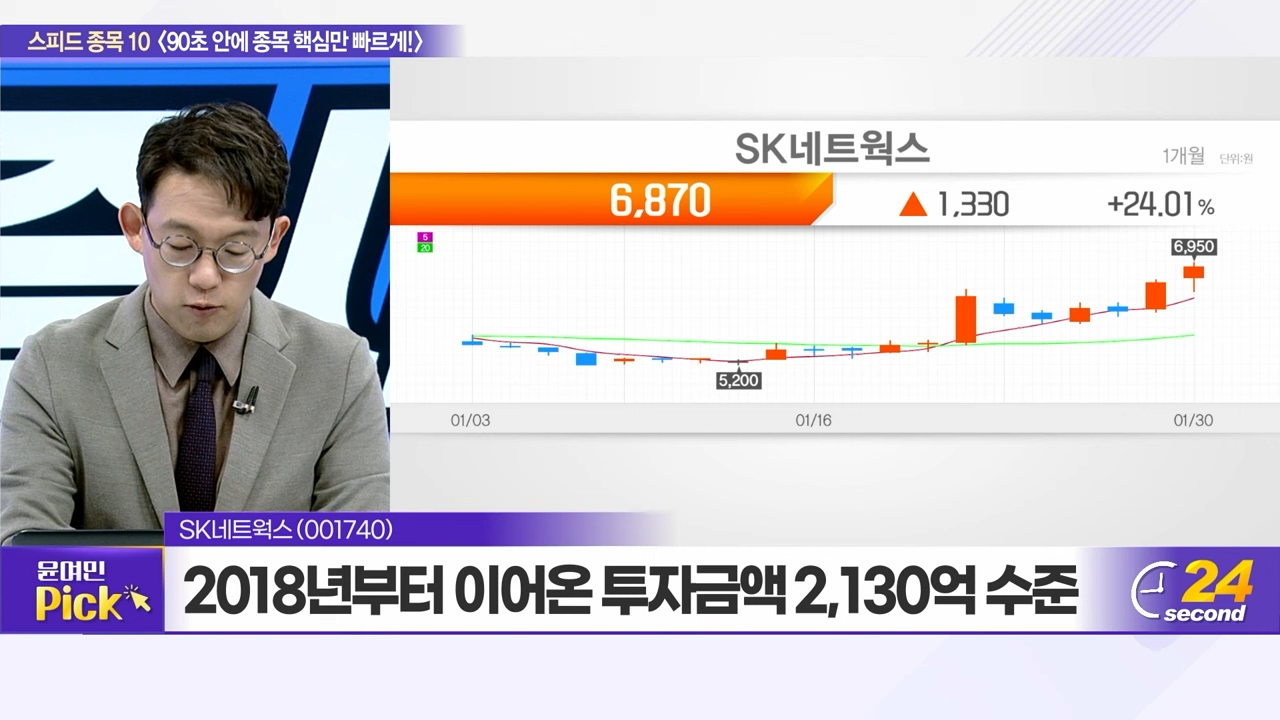 스피드 종목 10 〈90초 안에 종목 핵심만 빠르게!〉
SK네트웍스
1개월 단위:원
6,870 ▲ 1,330 +24.01%
5
20
6,950
5,200
01/03 01/16 01/30
SK네트웍스 (001740)
윤여민
Pick
2018년부터 이어온 투자금액 2,130억 수준
24
second